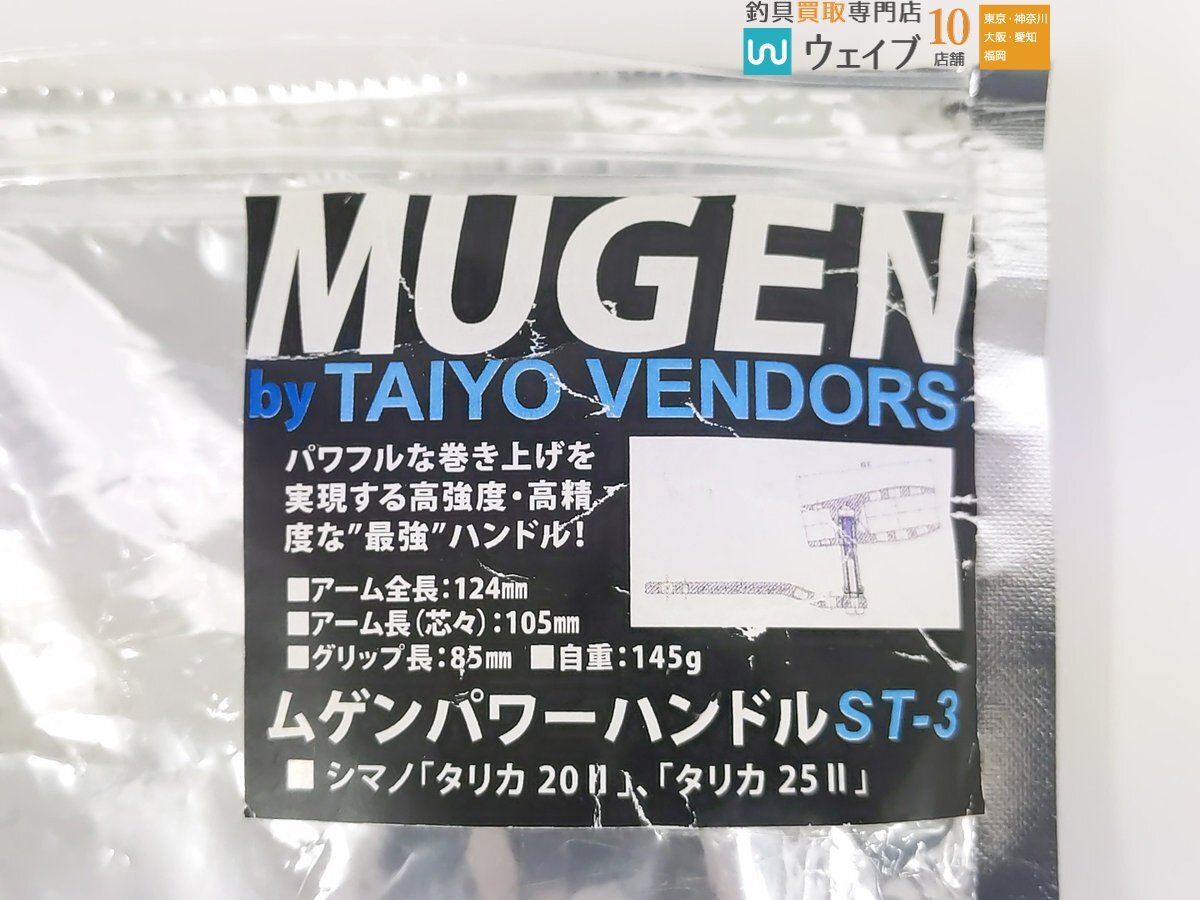 釣具買取専門店
ウェイブ
10
店舗
東京・神奈川
大阪・愛知
福岡
MUGEN
by TAIYO VENDORS
パワフルな巻き上げを
実現する高強度・高精
度な"最強"ハンドル!
■アーム全長:124㎜
■アーム長(芯々):105㎜
■グリップ長:85㎜ ■自重:145g
ムゲンパワーハンドルST-3
■ シマノ「タリカ 20Ⅱ」、「タリカ 25Ⅱ」